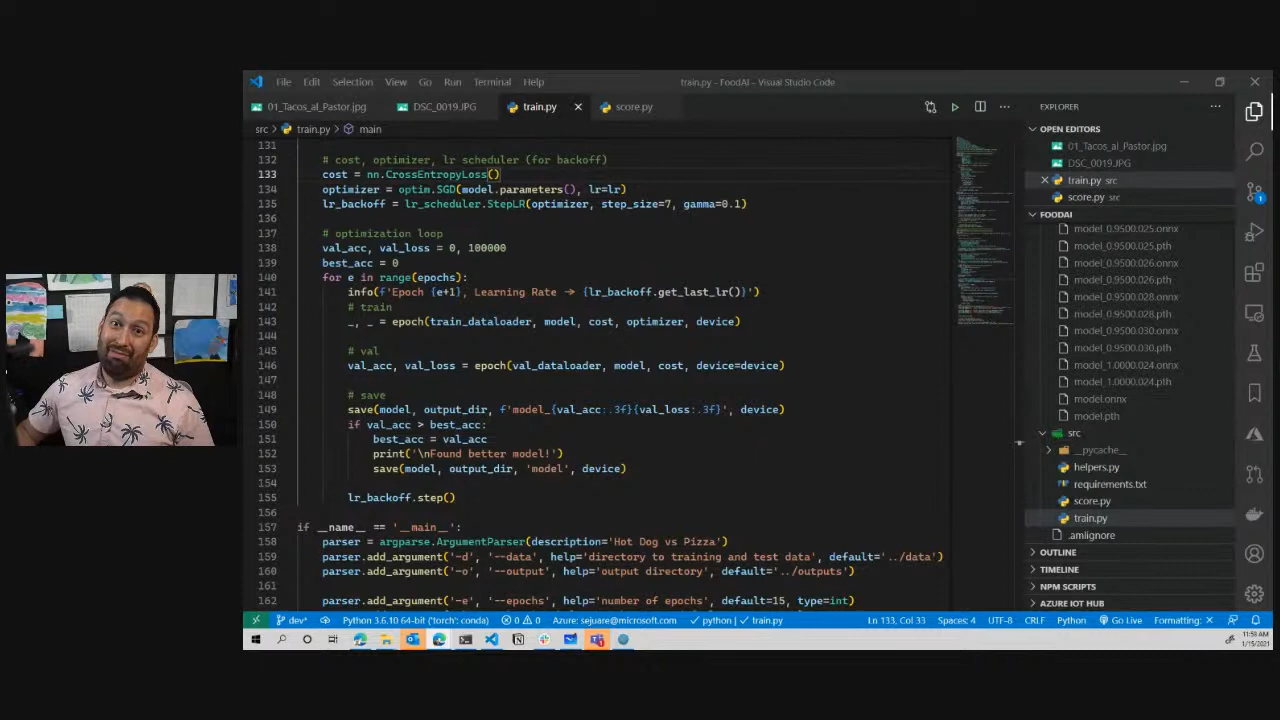 File Edit Selection View Go Run Terminal Help
train.py - FoodAI - Visual Studio Code
01_Tacos_al_Pastor.jpg
DSC_0019.JPG
train.py
score.py
src > train.py > main
131
132 # cost, optimizer, lr scheduler (for backoff)
133 cost = nn.CrossEntropyLoss()
134 optimizer = optim.SGD(model.parameters(), lr=lr)
135 lr_backoff = lr_scheduler.StepLR(optimizer, step_size=7, gamma=0.1)
136
137 # optimization loop
138 val_acc, val_loss = 0, 100000
139 best_acc = 0
140 for e in range(epochs):
141 info(f'Epoch {e+1}, Learning Rate -> {lr_backoff.get_last_lr()}')
142 # train
143 _, _ = epoch(train_dataloader, model, cost, optimizer, device)
144
145 # val
146 val_acc, val_loss = epoch(val_dataloader, model, cost, device=device)
147
148 # save
149 save(model, output_dir, f'model_{val_acc:.3f}{val_loss:.3f}', device)
150 if val_acc > best_acc:
151 best_acc = val_acc
152 print('\nFound better model!')
153 save(model, output_dir, 'model', device)
154
155 lr_backoff.step()
156
157 if __name__ == '__main__':
158 parser = argparse.ArgumentParser(description='Hot Dog vs Pizza')
159 parser.add_argument('-d', '--data', help='directory to training and test data', default='../data')
160 parser.add_argument('-o', '--output', help='output directory', default='../outputs')
161
162 parser.add_argument('-e', '--epochs', help='number of epochs', default=15, type=int)
EXPLORER
OPEN EDITORS
01_Tacos_al_Pastor.jpg
DSC_0019.JPG
train.py src
score.py src
FOODAI
model_0.9500.025.onnx
model_0.9500.025.pth
model_0.9500.026.onnx
model_0.9500.026.pth
model_0.9500.028.onnx
model_0.9500.028.pth
model_0.9500.030.onnx
model_0.9500.030.pth
model_1.0000.024.onnx
model_1.0000.024.pth
model.onnx
model.pth
src
__pycache__
helpers.py
requirements.txt
score.py
train.py
.amlignore
OUTLINE
TIMELINE
NPM SCRIPTS
AZURE IOT HUB
1
dev* Python 3.6.10 64-bit ('torch': conda) 0 0 Azure: sejuare@microsoft.com python | train.py Ln 133, Col 33 Spaces: 4 UTF-8 CRLF Python Go Live Formatting: ×
11:58 AM
1/15/2021